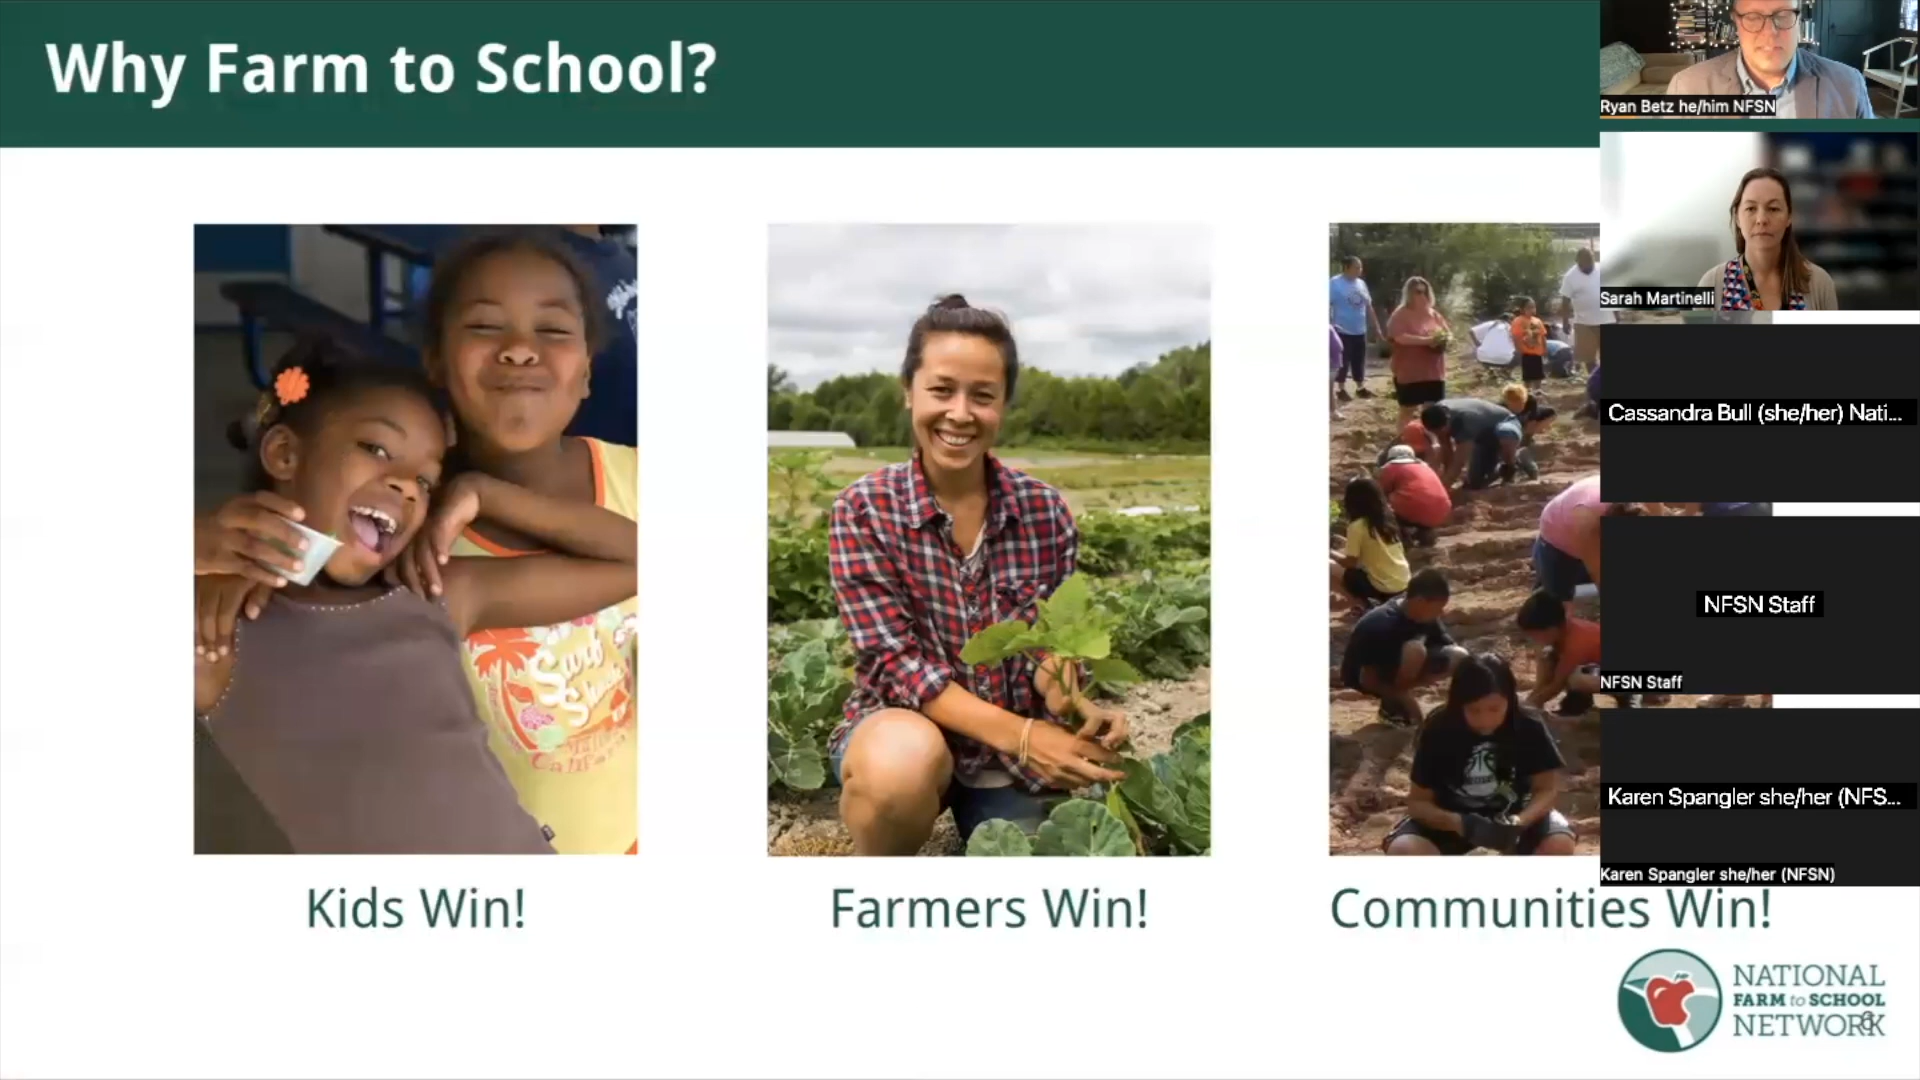 Why Farm to School?
Ryan Betz he/him NFSN
Sarah Martinelli
Cassandra Bull (she/her) Nati...
NFSN Staff
NFSN Staff
Karen Spangler she/her (NFS...
Karen Spangler she/her (NFSN)
Surf
Kids Win!
Farmers Win!
Communities Win!
NATIONAL
FARM to SCHOOL
NETWORK
6